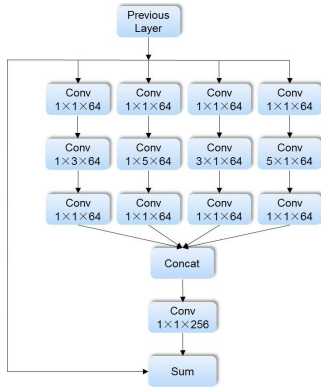 Previous
Layer
Conv
1×1×64
Conv
1×1×64
Conv
1×1×64
Conv
1×1×64
Conv
1×3×64
Conv
1×5×64
Conv
3×1×64
Conv
5×1×64
Conv
1×1×64
Conv
1×1×64
Conv
1×1×64
Conv
1×1×64
Concat
Conv
1×1×256
Sum